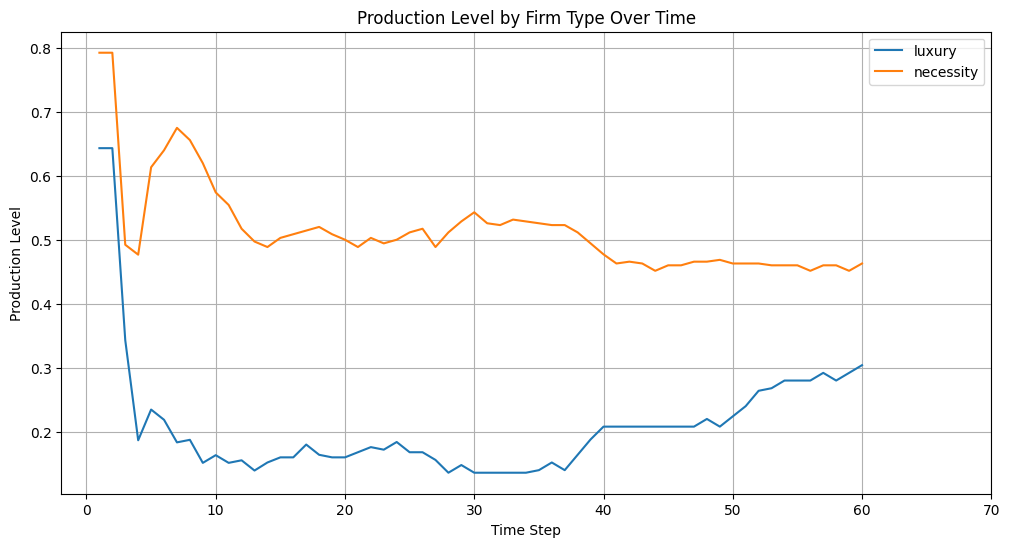 Production Level by Firm Type Over Time
luxury
necessity
Production Level
0.8
0.7
0.6
0.5
0.4
0.3
0.2
0 10 20 30 40 50 60 70
Time Step